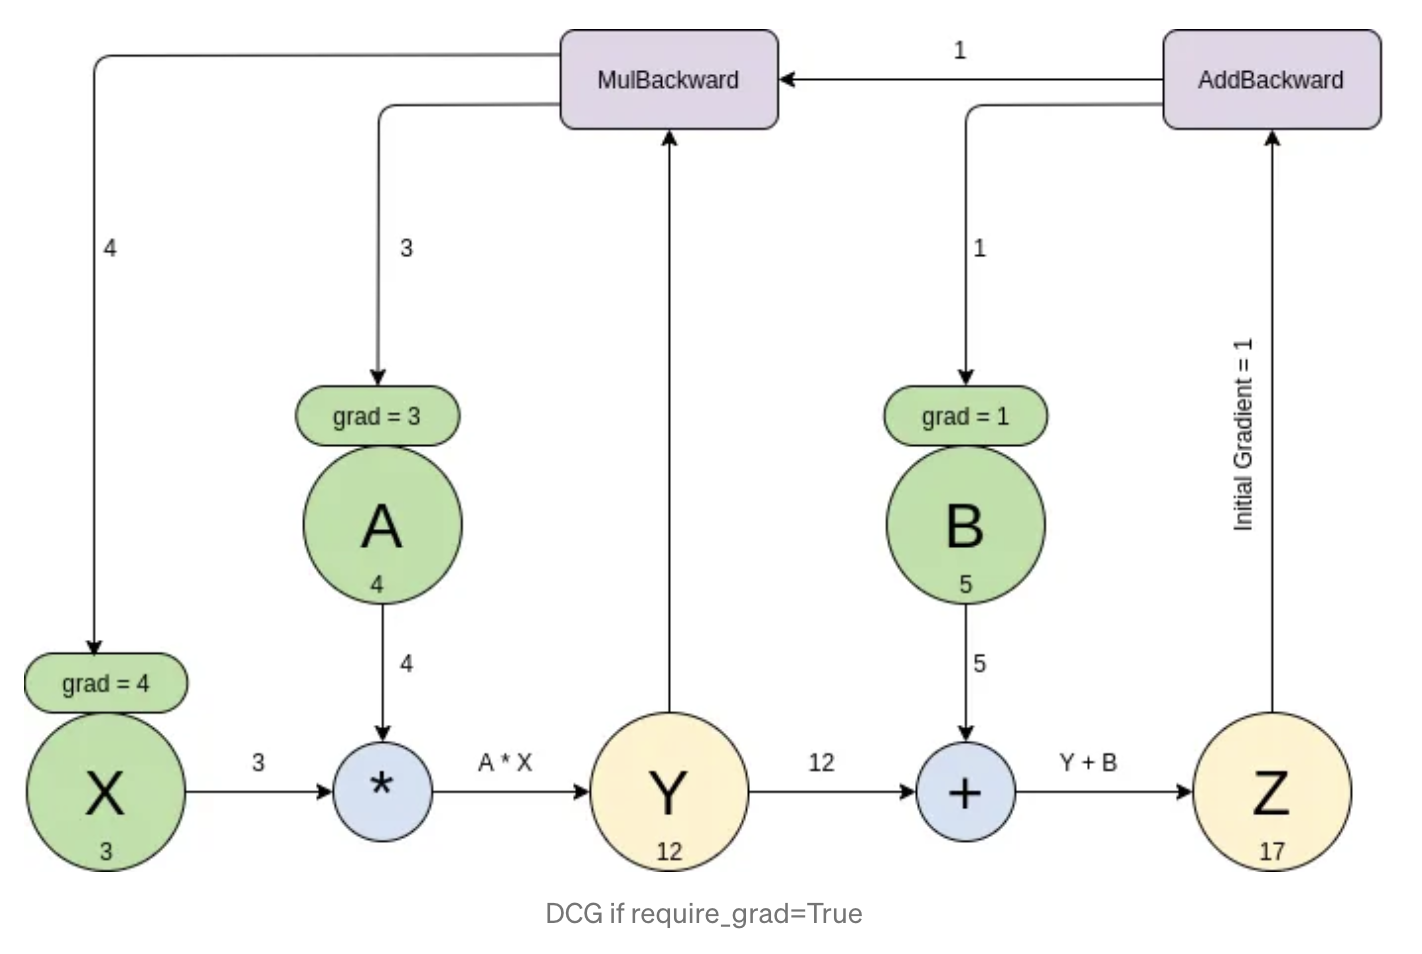 MulBackward
1
AddBackward
4
3
1
Initial Gradient = 1
grad = 3
grad = 1
A
4
B
5
4
5
grad = 4
X
3
3
*
A * X
Y
12
12
+
Y + B
Z
17
DCG if require_grad=True